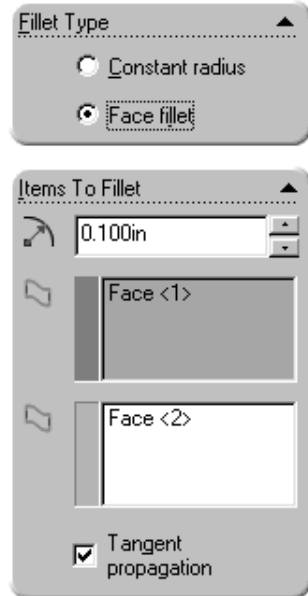 Fillet Type
Constant radius
Face fillet
Items To Fillet
0.100in
Face <1>
Face <2>
Tangent
propagation